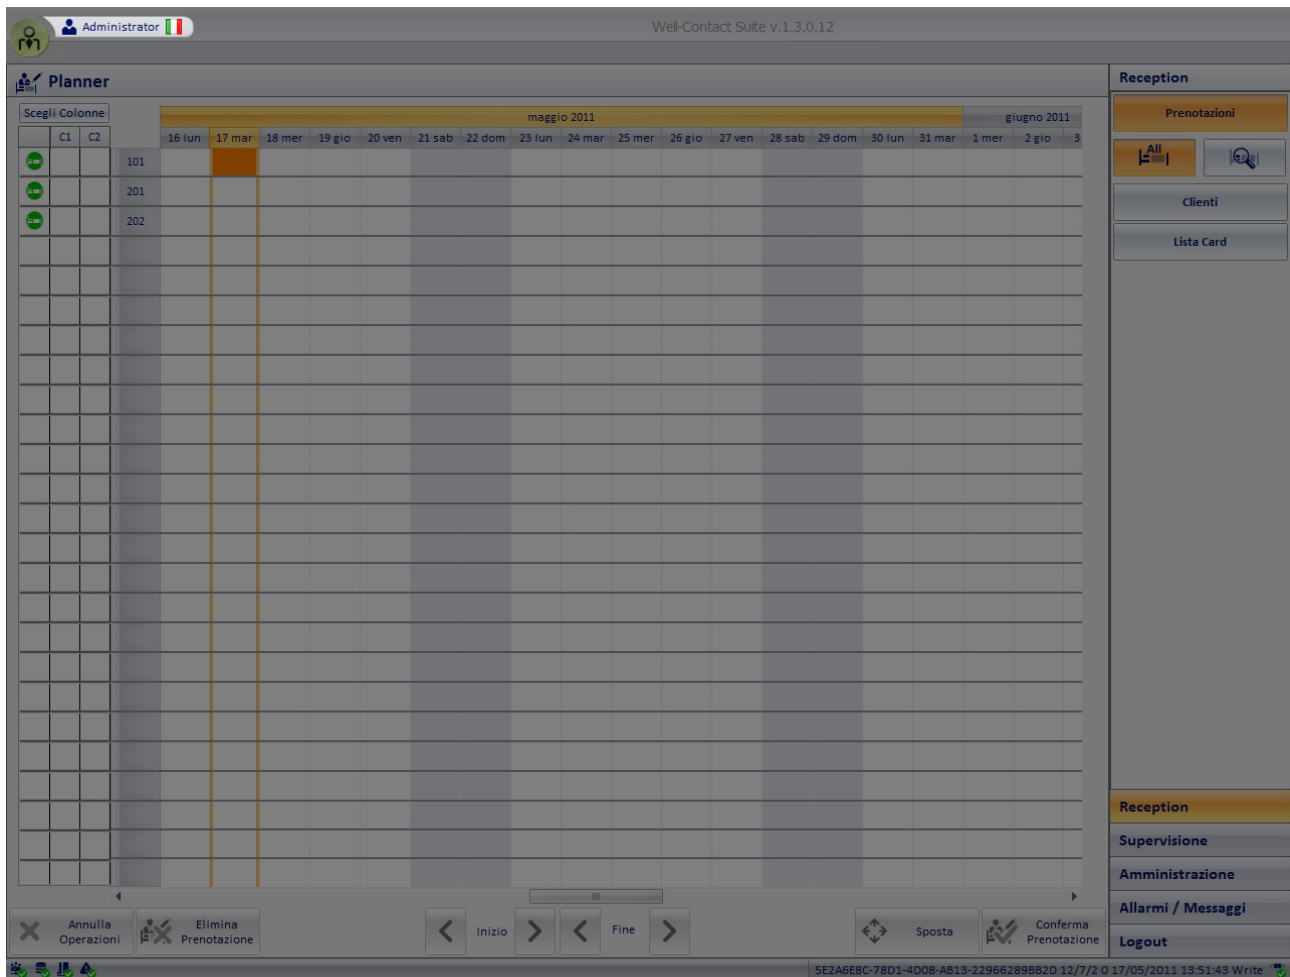 Administrator
Well-Contact Suite v.1.3.0.12
Planner
Reception
Scegli Colonne
maggio 2011
giugno 2011
Prenotazioni
C1 C2
16 lun 17 mar 18 mer 19 gio 20 ven 21 sab 22 dom 23 lun 24 mar 25 mer 26 gio 27 ven 28 sab 29 dom 30 lun 31 mar 1 mer 2 gio 3
101
All
201
Clienti
202
Lista Card
Reception
Supervisione
Amministrazione
Allarmi / Messaggi
Logout
Annulla
Operazioni
Elimina
Prenotazione
Inizio
Fine
Sposta
Conferma
Prenotazione
5E2A6E8C-78D1-4D08-AB13-22966289BB2D 12/7/2 0 17/05/2011 13:51:43 Write